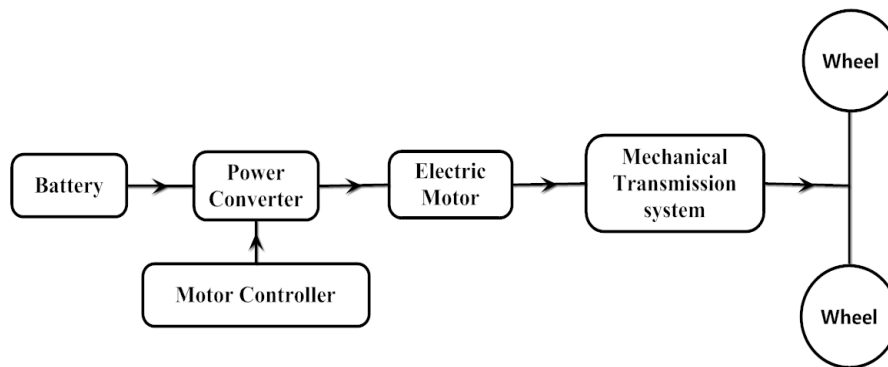 Wheel
Battery
Power
Converter
Electric
Motor
Mechanical
Transmission
system
Motor Controller
Wheel